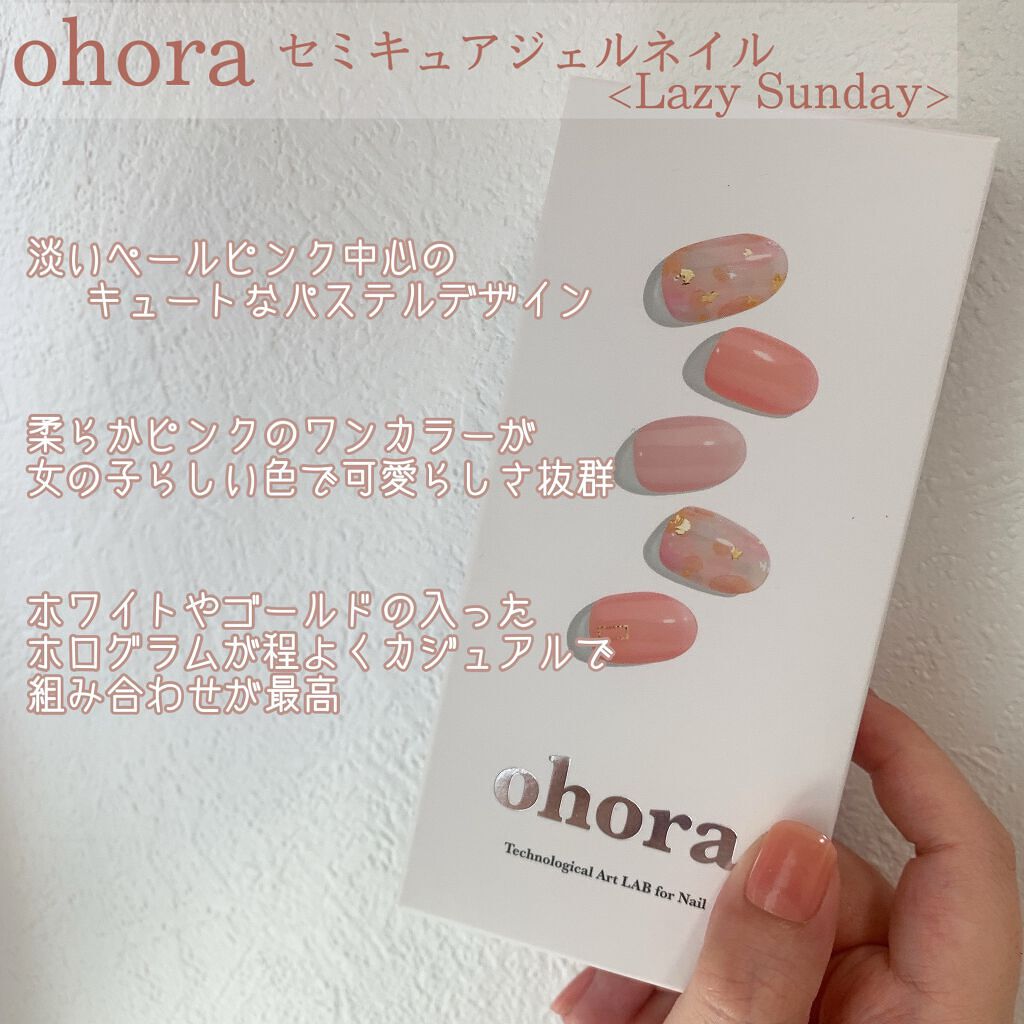 ohora セミキュアジェルネイル
<Lazy Sunday>
淡いペールピンク中心の
キュートなパステルデザイン
柔らかピンクのワンカラーが
女の子らしい色で可愛らしさ抜群
ホワイトやゴールドの入った
ホログラムが程よくカジュアルで
組み合わせが最高
ohora
Technological Art LAB for Nail